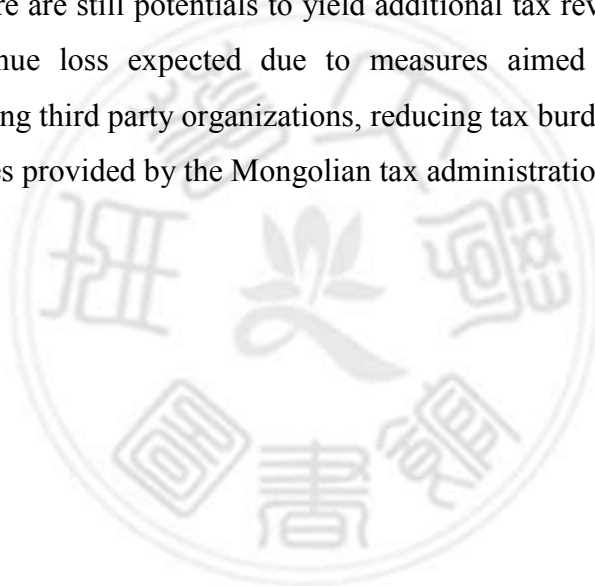 re are still potentials to yield additional tax rev
nue loss expected due to measures aimed
ng third party organizations, reducing tax burd
es provided by the Mongolian tax administratio
書